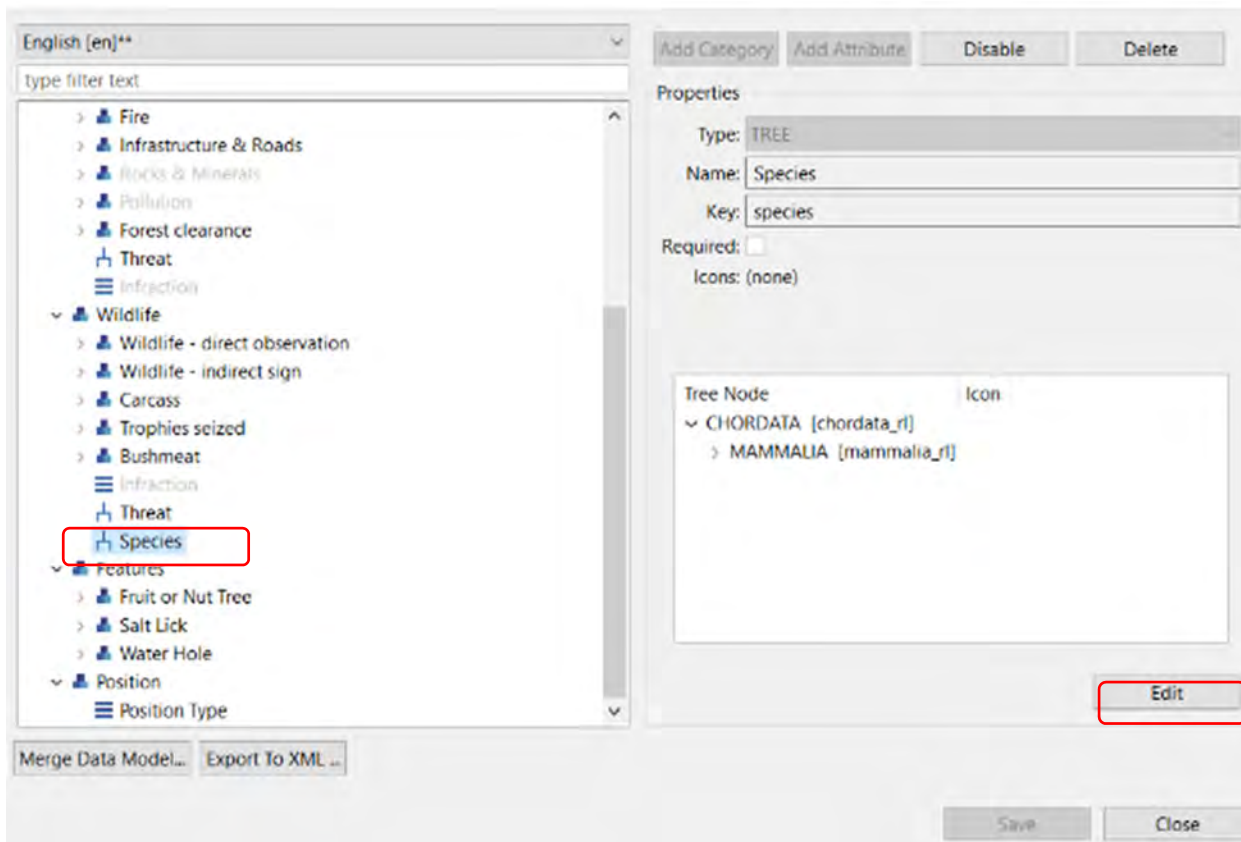 English [en]**
type filter text
Fire
Infrastructure & Roads
Rocks & Minerals
Pollution
Forest clearance
Threat
Infraction
Wildlife
Wildlife - direct observation
Wildlife - indirect sign
Carcass
Trophies seized
Bushmeat
Infraction
Threat
Species
Features
Fruit or Nut Tree
Salt Lick
Water Hole
Position
Position Type
Merge Data Model... Export To XML ...
Add Category Add Attribute Disable Delete
Properties
Type: TREE
Name: Species
Key: species
Required:
Icons: (none)
Tree Node Icon
CHORDATA [chordata_rl]
MAMMALIA [mammalia_rl]
Edit
Save Close